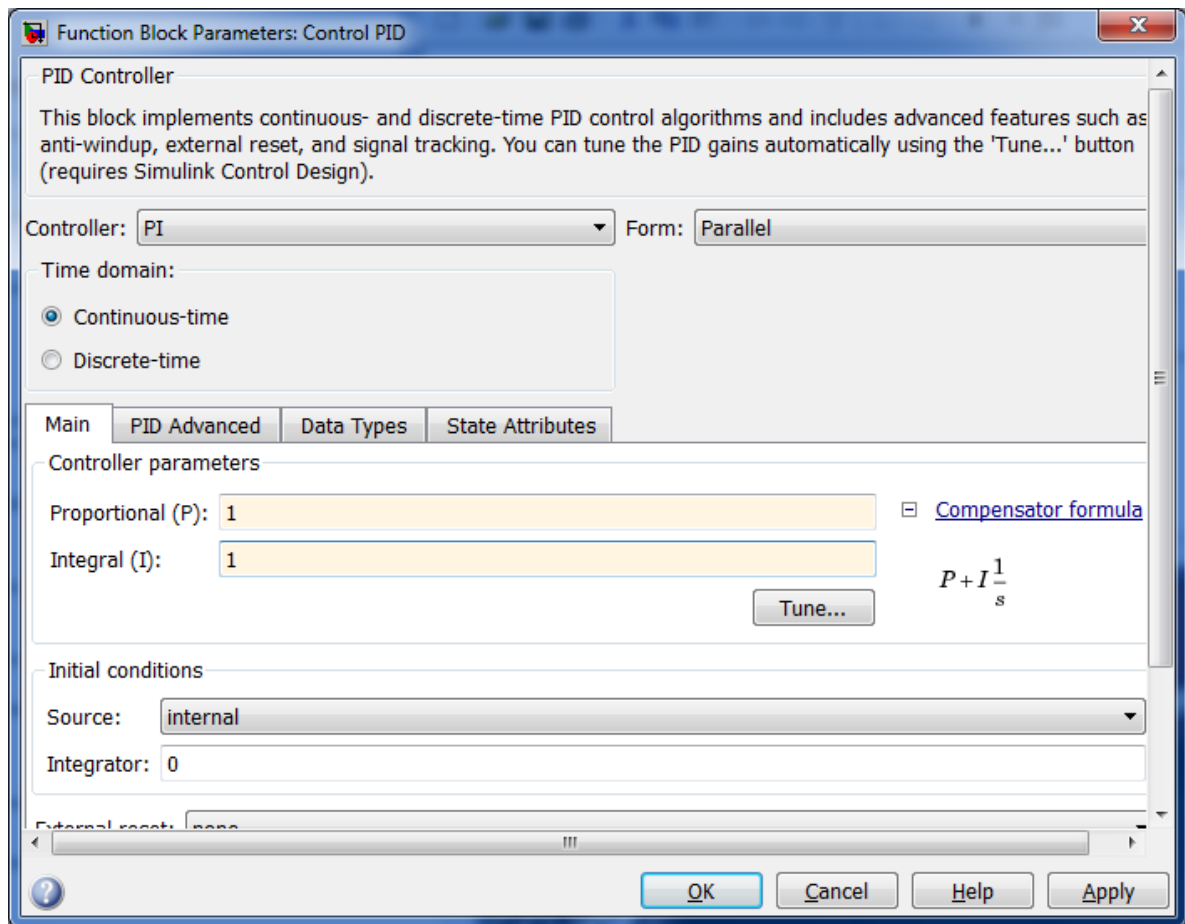 Function Block Parameters: Control PID
PID Controller
This block implements continuous- and discrete-time PID control algorithms and includes advanced features such as
anti-windup, external reset, and signal tracking. You can tune the PID gains automatically using the 'Tune...' button
(requires Simulink Control Design).
Controller: PI Form: Parallel
Time domain:
Continuous-time
Discrete-time
Main PID Advanced Data Types State Attributes
Controller parameters
Proportional (P): 1 Compensator formula
Integral (I): 1
P + I 1/s
Tune...
Initial conditions
Source: internal
Integrator: 0
External reset: none
OK Cancel Help Apply